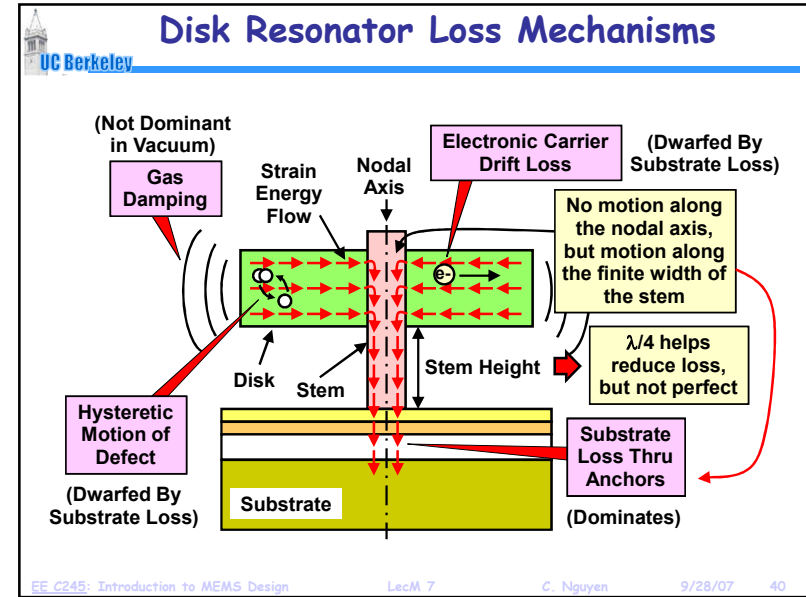 Disk Resonator Loss Mechanisms
UC Berkeley
(Not Dominant
in Vacuum)
Gas
Damping
Strain
Energy
Flow
Nodal
Axis
Electronic Carrier
Drift Loss
(Dwarfed By
Substrate Loss)
No motion along
the nodal axis,
but motion along
the finite width of
the stem
e-
Disk
Stem
Stem Height
λ/4 helps
reduce loss,
but not perfect
Hysteretic
Motion of
Defect
(Dwarfed By
Substrate Loss)
Substrate
Substrate
Loss Thru
Anchors
(Dominates)
EE C245: Introduction to MEMS Design
LecM 7
C. Nguyen
9/28/07
40